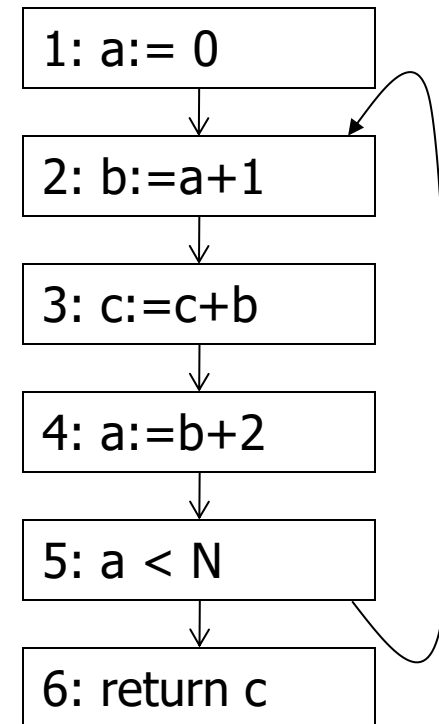 1: a:= 0
2: b:=a+1
3: c:=c+b
4: a:=b+2
5: a < N
6: return c